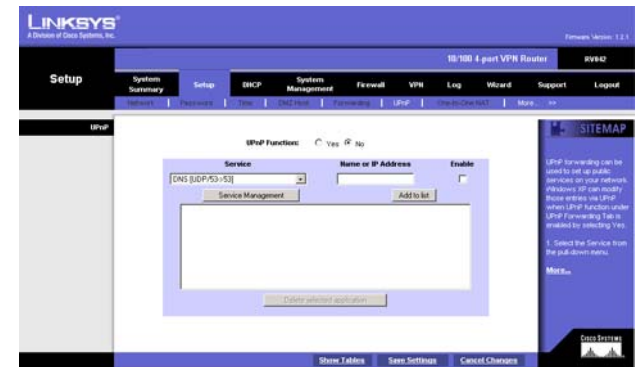 LINKSYS®
A Division of Cisco Systems, Inc.
Firmware Version: 1.2.1
10/100 4-port VPN Router
RV042
Setup
System Summary
Setup
DHCP
System Management
Firewall
VPN
Log
Wizard
Support
Logout
Network | Password | Time | DMZ Host | Forwarding | UPnP | One-to-One NAT | More... >>
UPnP
UPnP Function: Yes No
Service
Name or IP Address
Enable
DNS [UDP/53->53]
Service Management
Add to list
Delete selected application
SITEMAP
UPnP forwarding can be
used to set up public
services on your network.
Windows XP can modify
those entries via UPnP
when UPnP function under
UPnP Forwarding Tab is
enabled by selecting Yes.
1. Select the Service from
the pull-down menu.
More...
CISCO SYSTEMS
Show Tables
Save Settings
Cancel Changes